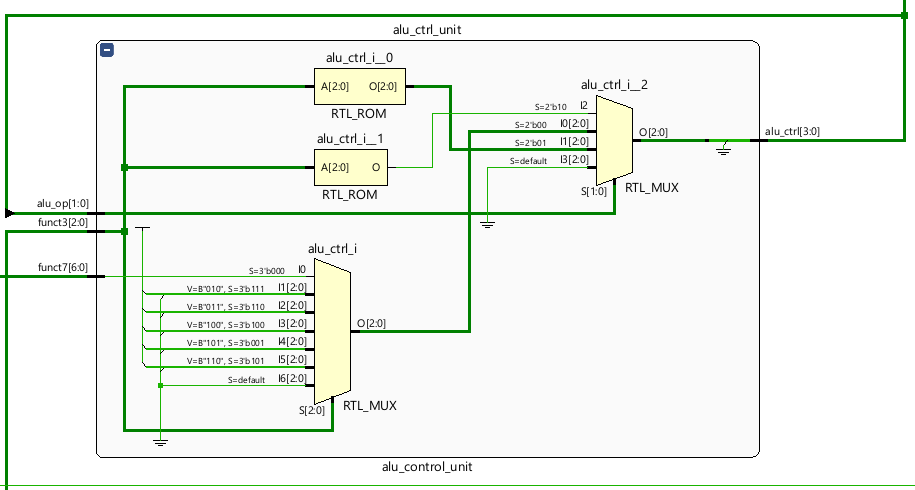 alu_ctrl_unit
alu_ctrl_i__0
A[2:0] O[2:0]
RTL_ROM
alu_ctrl_i__1
A[2:0] O
RTL_ROM
alu_ctrl_i__2
S=2'b10 I2
S=2'b00 I0[2:0]
S=2'b01 I1[2:0]
S=default I3[2:0]
O[2:0]
S[1:0]
RTL_MUX
alu_ctrl[3:0]
alu_op[1:0]
funct3[2:0]
funct7[6:0]
alu_ctrl_i
S=3'b000 I0
V=B"010", S=3'b111 I1[2:0]
V=B"011", S=3'b110 I2[2:0]
V=B"100", S=3'b100 I3[2:0]
V=B"101", S=3'b001 I4[2:0]
V=B"110", S=3'b101 I5[2:0]
S=default I6[2:0]
O[2:0]
S[2:0]
RTL_MUX
alu_control_unit